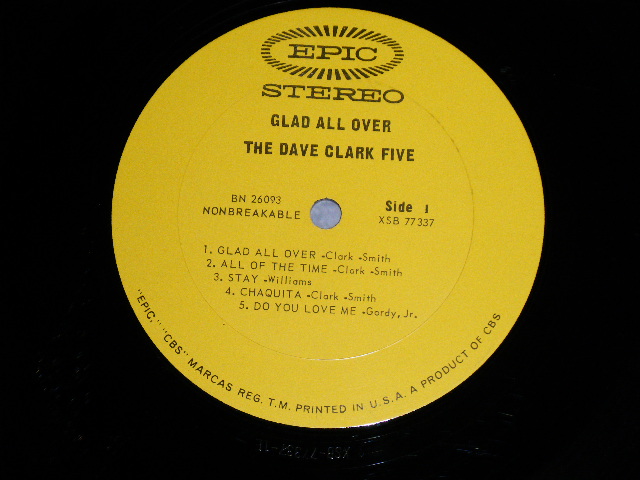 EPIC
STEREO
GLAD ALL OVER
THE DAVE CLARK FIVE
BN 26093
NONBREAKABLE
Side 1
XSB 77337
1. GLAD ALL OVER -Clark -Smith
2. ALL OF THE TIME -Clark -Smith
3. STAY -Williams
4. CHAQUITA -Clark -Smith
5. DO YOU LOVE ME -Gordy, Jr.
"EPIC," "CBS" MARCAS REG. T.M. PRINTED IN U.S.A. A PRODUCT OF CBS